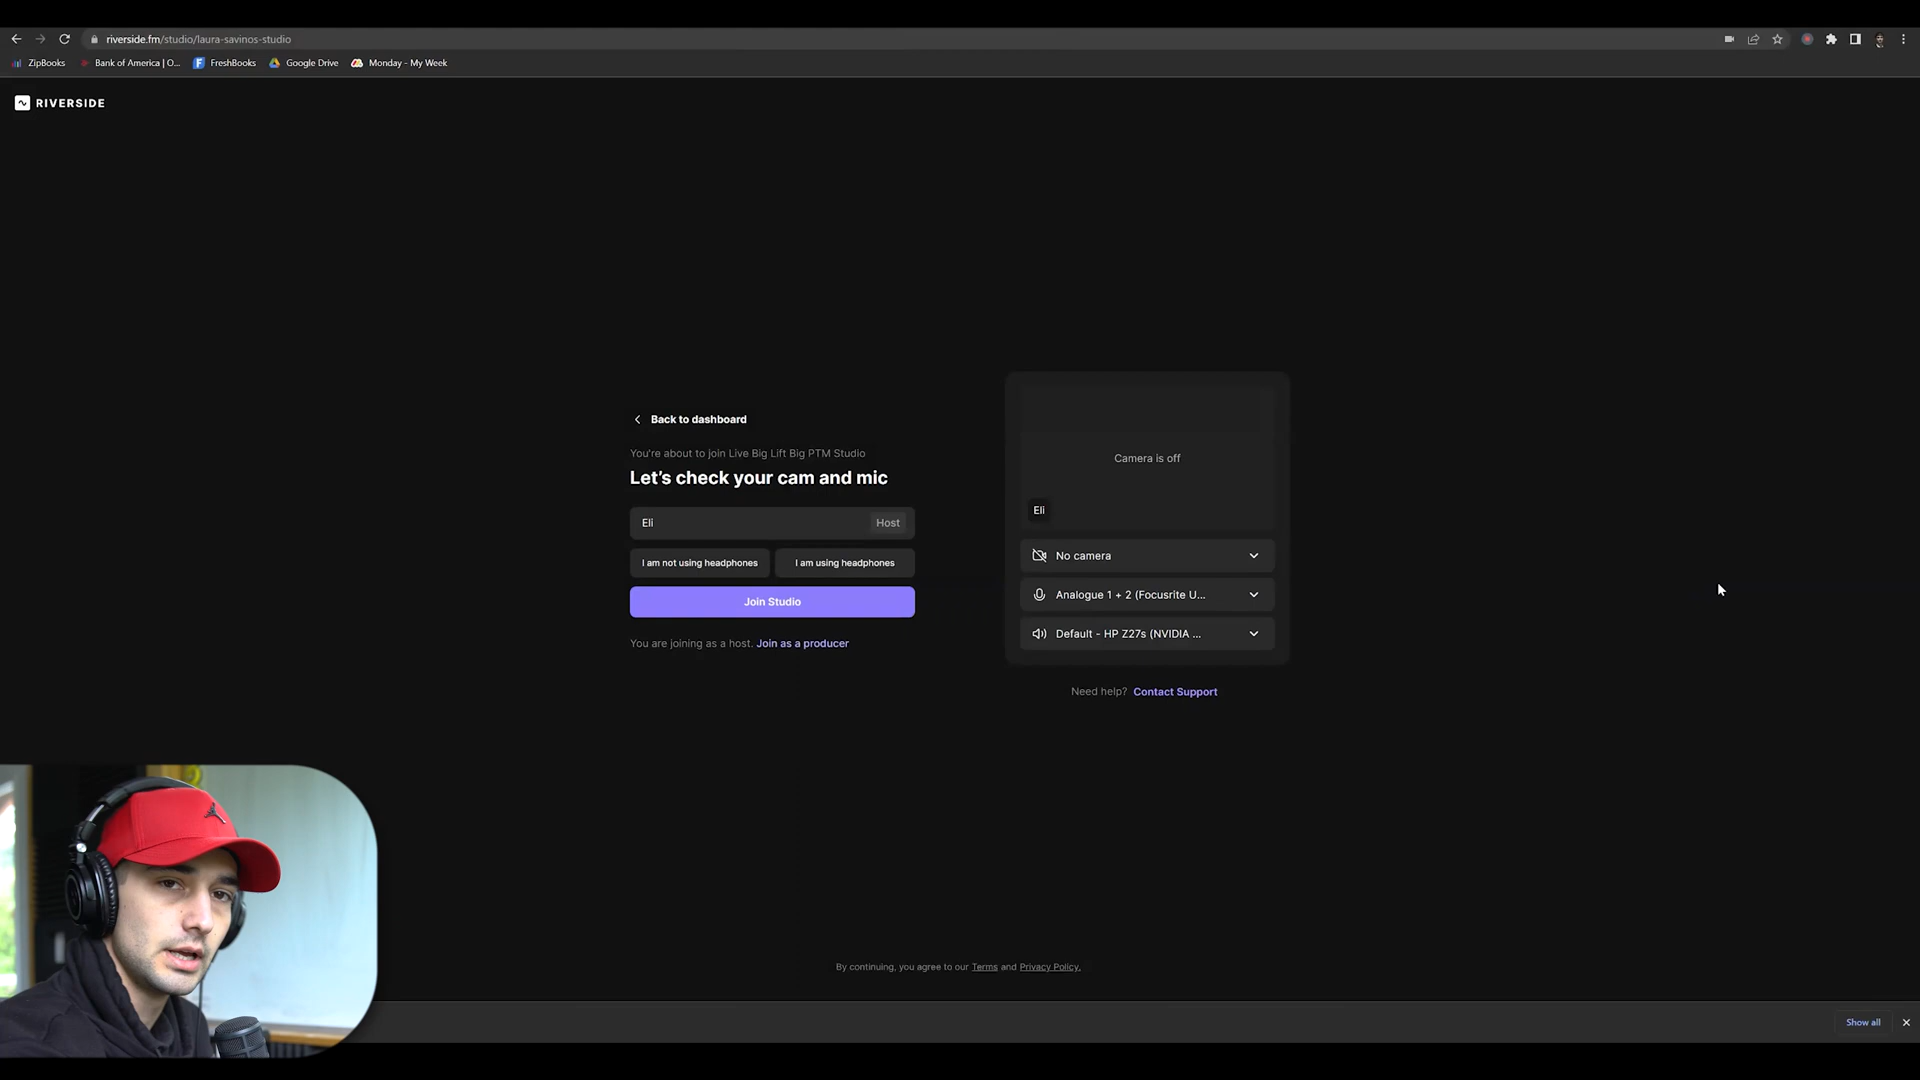 riverside.fm/studio/laura-savinos-studio
ZipBooks
Bank of America | O...
FreshBooks
Google Drive
Monday - My Week
RIVERSIDE
Back to dashboard
You're about to join Live Big Lift Big PTM Studio
Let's check your cam and mic
Eli
Host
I am not using headphones
I am using headphones
Join Studio
You are joining as a host. Join as a producer
Camera is off
Eli
No camera
Analogue 1 + 2 (Focusrite U...
Default - HP Z27s (NVIDIA ...
Need help? Contact Support
By continuing, you agree to our Terms and Privacy Policy.
Show all